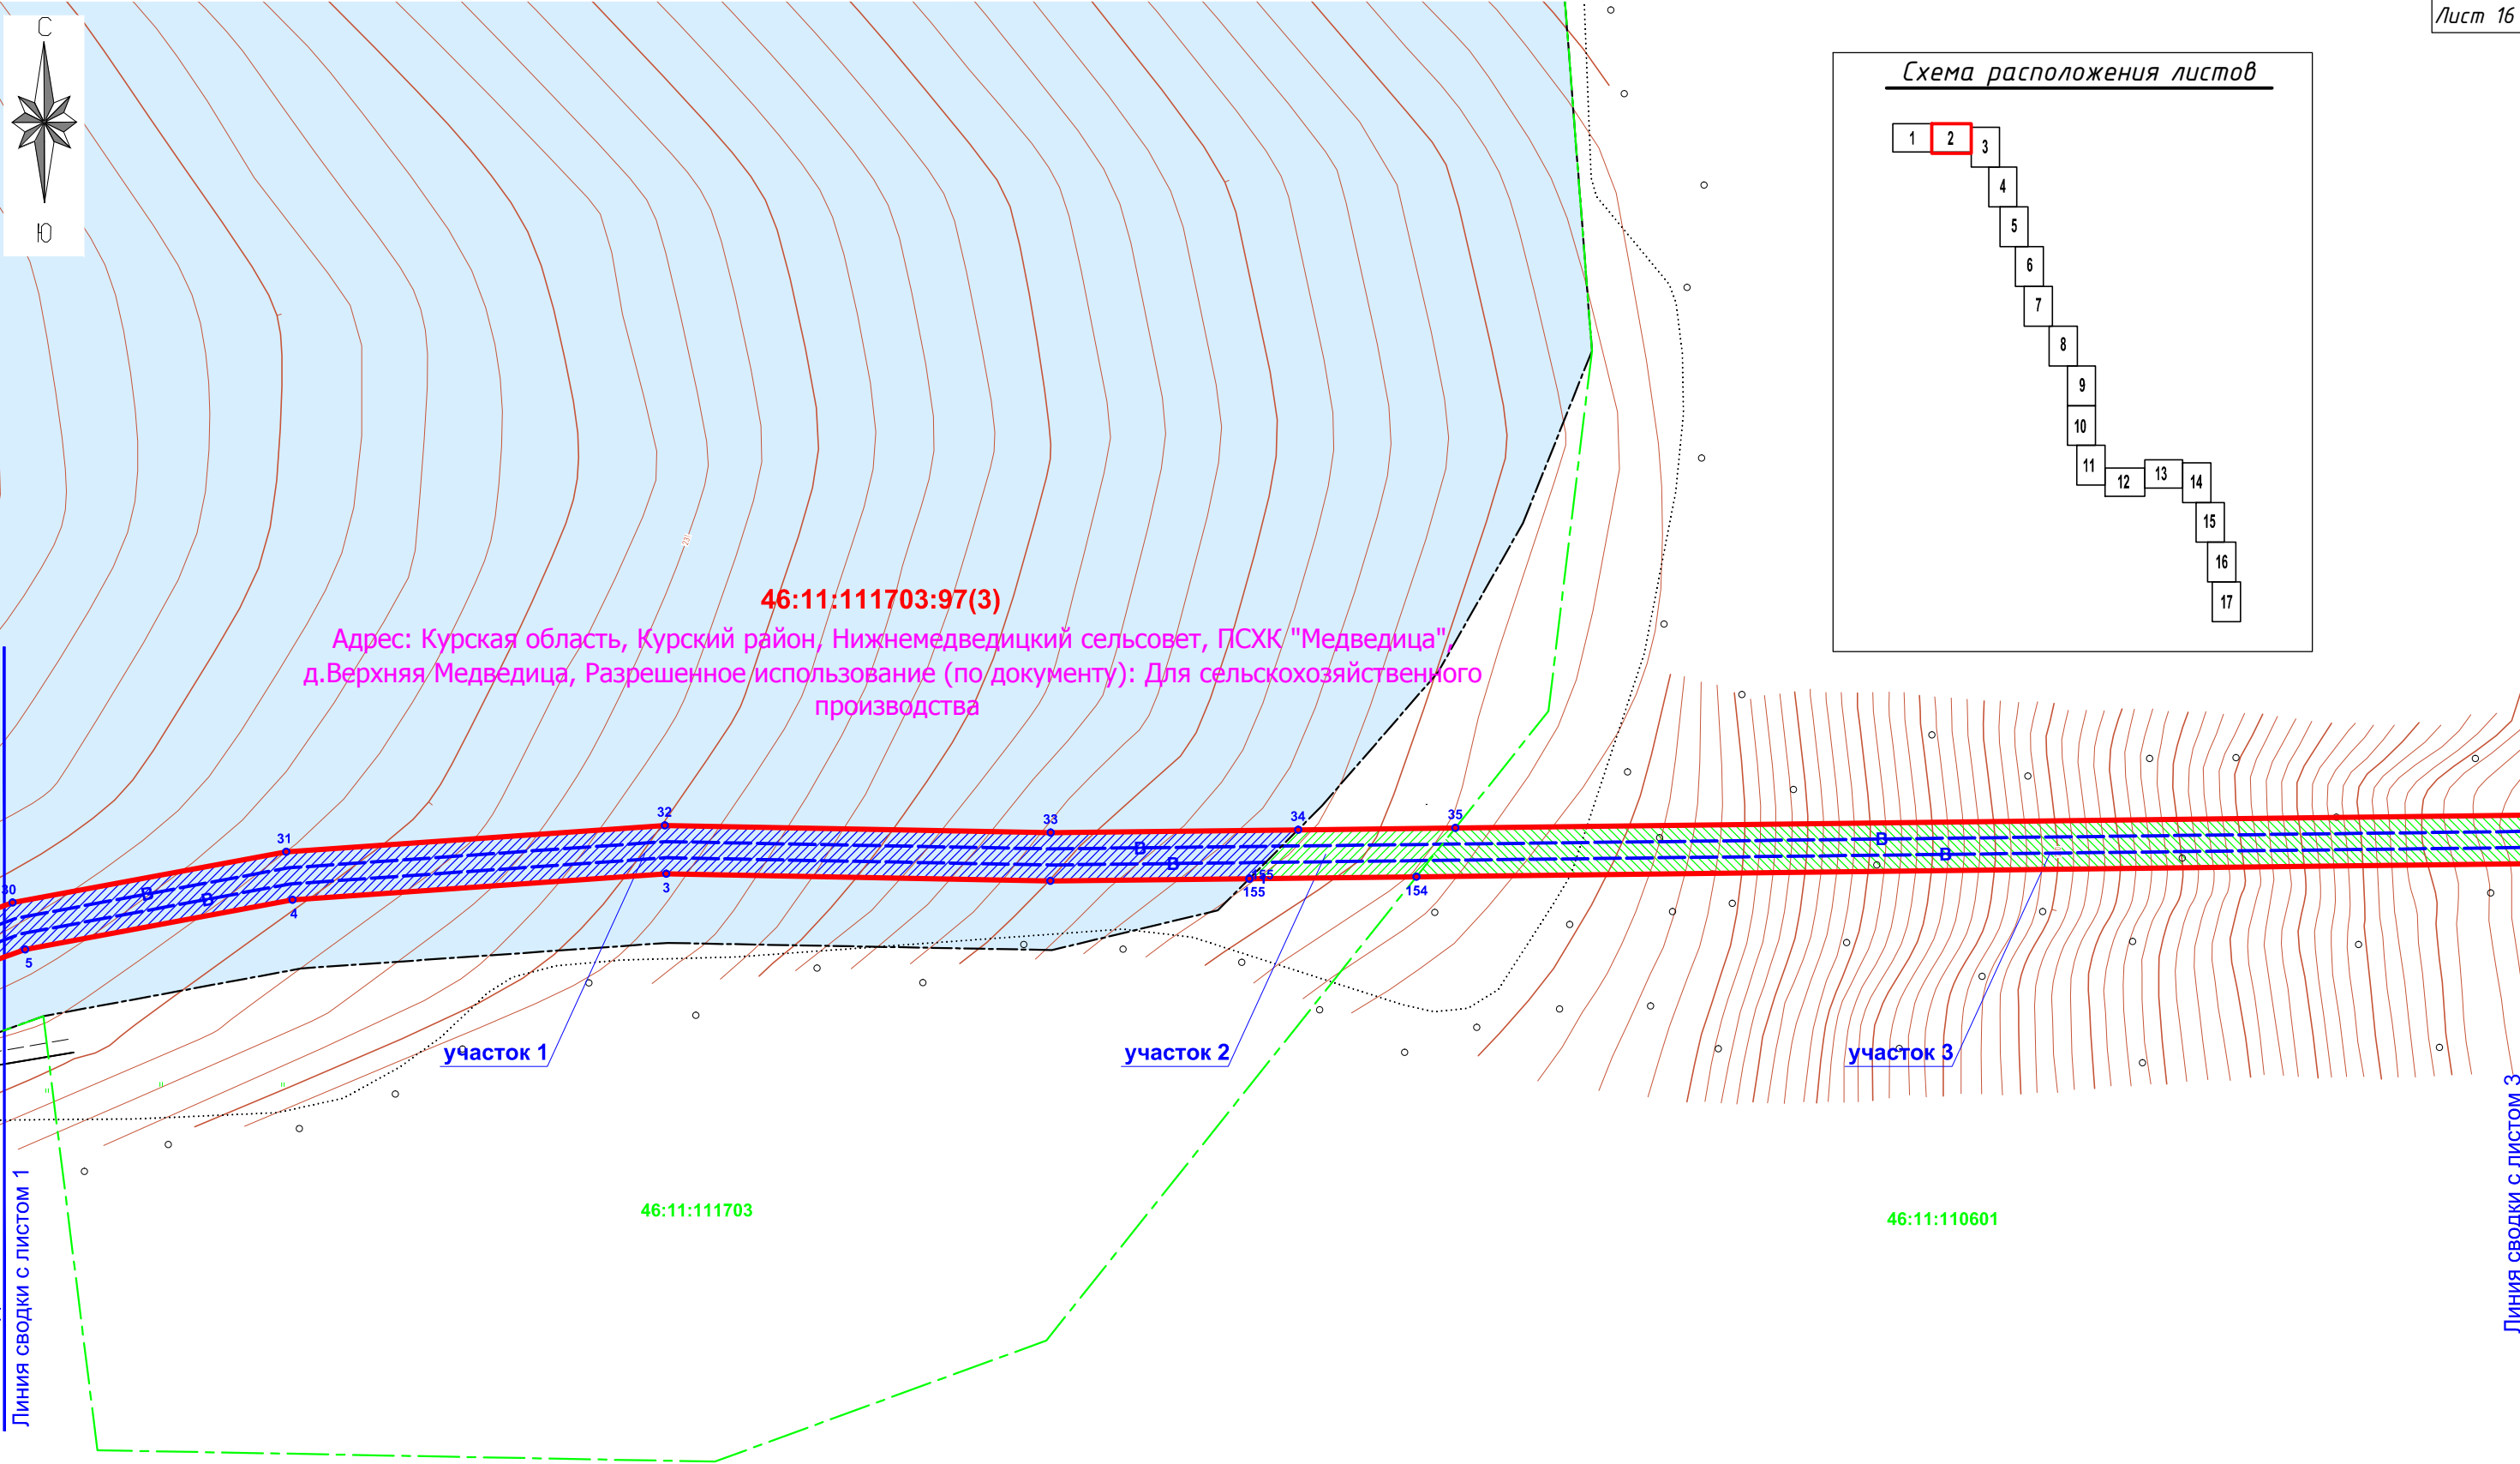 С
Ю
Лист 16
Схема расположения листов
1
2
3
4
5
6
7
8
9
10
11
12
13
14
15
16
17
46:11:111703:97(3)
Адрес: Курская область, Курский район, Нижнемедведицкий сельсовет, ПСХК "Медведица",
д.Верхняя Медведица, Разрешенное использование (по документу): Для сельскохозяйственного
производства
30
31
32
33
34
35
В
В
В
В
В
В
5
4
3
155
155
154
участок 1
участок 2
участок 3
46:11:111703
46:11:110601
Линия сводки с листом 1
Линия сводки с листом 3